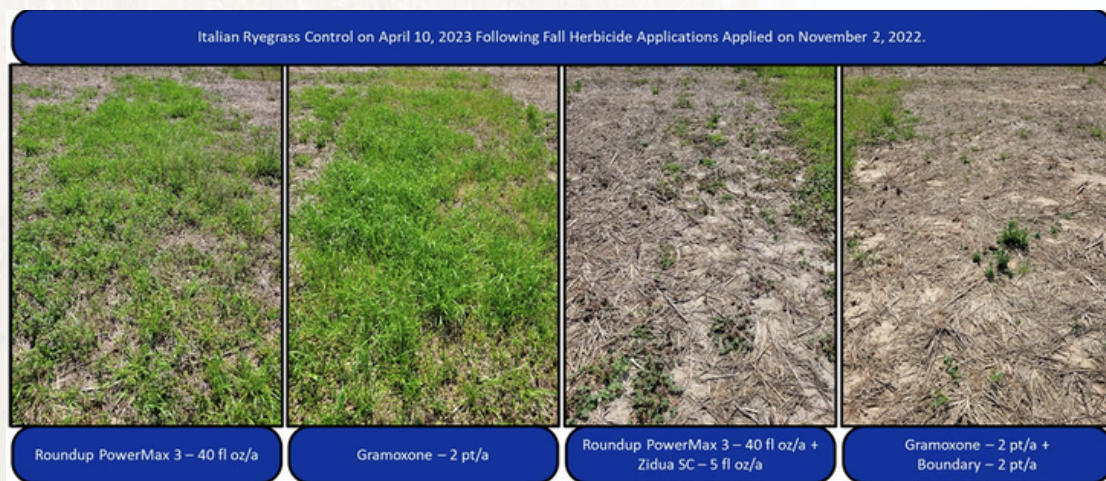 Italian Ryegrass Control on April 10, 2023 Following Fall Herbicide Applications Applied on November 2, 2022.
Roundup PowerMax 3 – 40 fl oz/a
Gramoxone – 2 pt/a
Roundup PowerMax 3 – 40 fl oz/a +
Zidua SC – 5 fl oz/a
Gramoxone – 2 pt/a +
Boundary – 2 pt/a